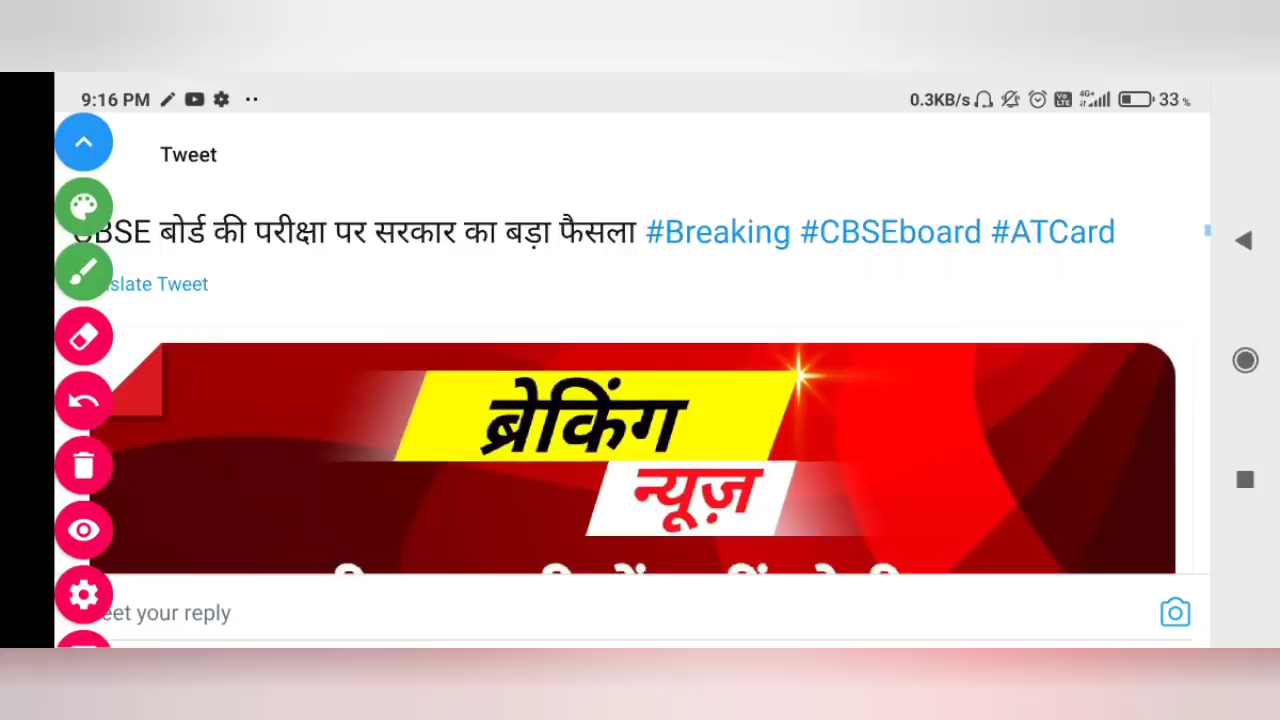 9:16 PM
0.3KB/s
33 %
Tweet
CBSE बोर्ड की परीक्षा पर सरकार का बड़ा फैसला #Breaking #CBSEboard #ATCard
slate Tweet
ब्रेकिंग
न्यूज़
eet your reply